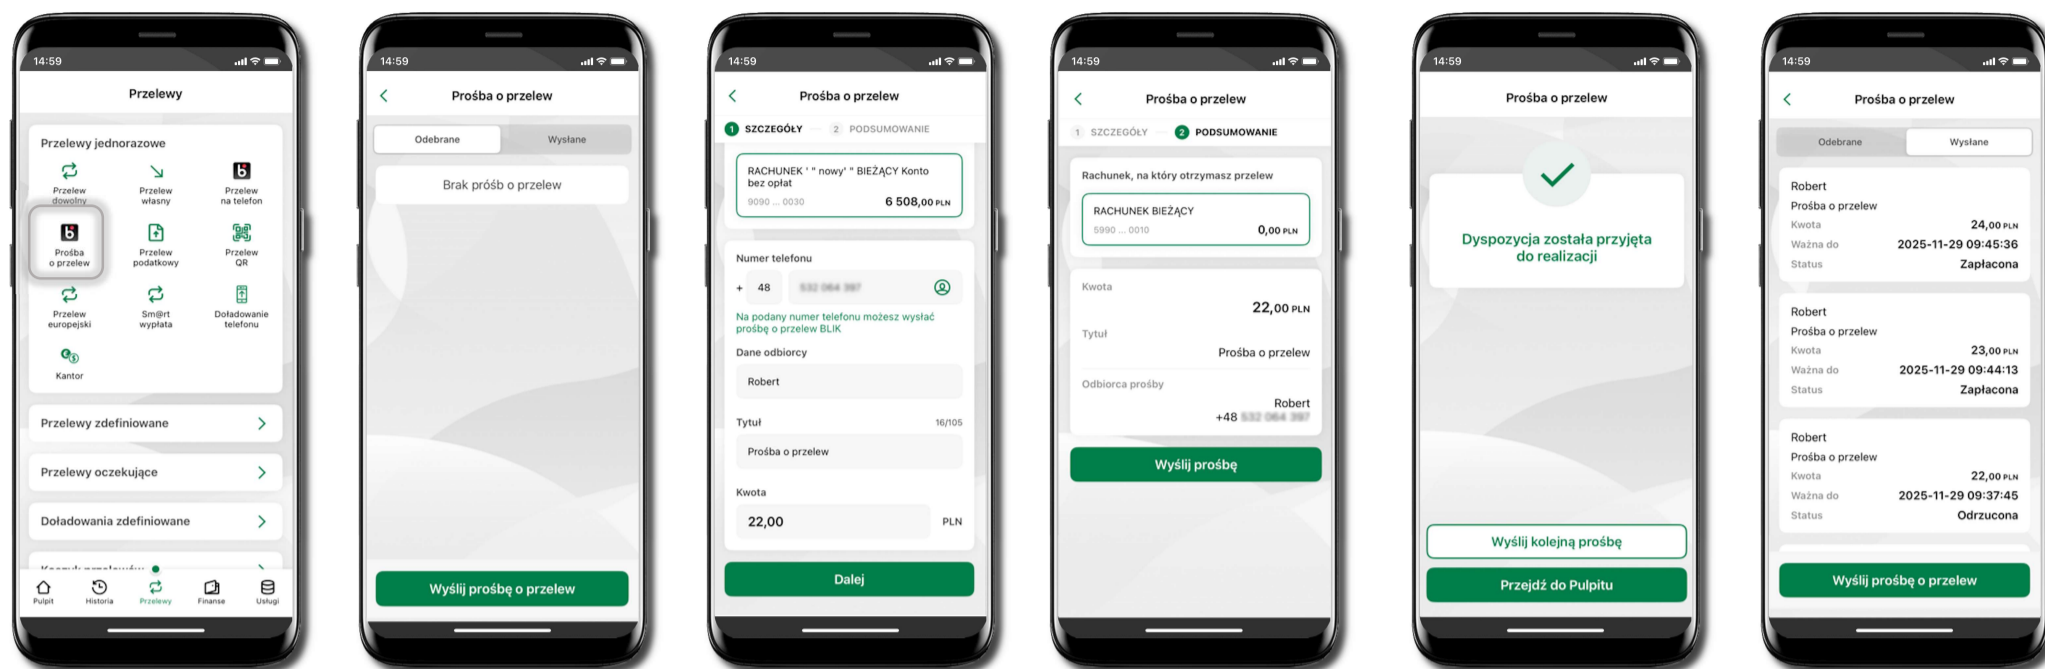 14:59
Przelewy
Przelewy jednorazowe
Przelew dowolny
Przelew własny
Przelew na telefon
Prośba o przelew
Przelew podatkowy
Przelew QR
Przelew europejski
Sm@rt wypłata
Doładowanie telefonu
Kantor
Przelewy zdefiniowane
Przelewy oczekujące
Doładowania zdefiniowane
Pulpit
Historia
Przelewy
Finanse
Usługi
14:59
Prośba o przelew
Odebrane
Wysłane
Brak próśb o przelew
Wyślij prośbę o przelew
14:59
Prośba o przelew
1 SZCZEGÓŁY
2 PODSUMOWANIE
RACHUNEK ' " nowy' " BIEŻĄCY Konto
bez opłat
9090 ... 0030
6 508,00 PLN
Numer telefonu
+ 48
Na podany numer telefonu możesz wysłać
prośbę o przelew BLIK
Dane odbiorcy
Robert
Tytuł
16/105
Prośba o przelew
Kwota
22,00
PLN
Dalej
14:59
Prośba o przelew
1 SZCZEGÓŁY
2 PODSUMOWANIE
Rachunek, na który otrzymasz przelew
RACHUNEK BIEŻĄCY
5990 ... 0010
0,00 PLN
Kwota
22,00 PLN
Tytuł
Prośba o przelew
Odbiorca prośby
Robert
+48
Wyślij prośbę
14:59
Prośba o przelew
Dyspozycja została przyjęta
do realizacji
Wyślij kolejną prośbę
Przejdź do Pulpitu
14:59
Prośba o przelew
Odebrane
Wysłane
Robert
Prośba o przelew
Kwota 24,00 PLN
Ważna do 2025-11-29 09:45:36
Status Zapłacona
Robert
Prośba o przelew
Kwota 23,00 PLN
Ważna do 2025-11-29 09:44:13
Status Zapłacona
Robert
Prośba o przelew
Kwota 22,00 PLN
Ważna do 2025-11-29 09:37:45
Status Odrzucona
Wyślij prośbę o przelew